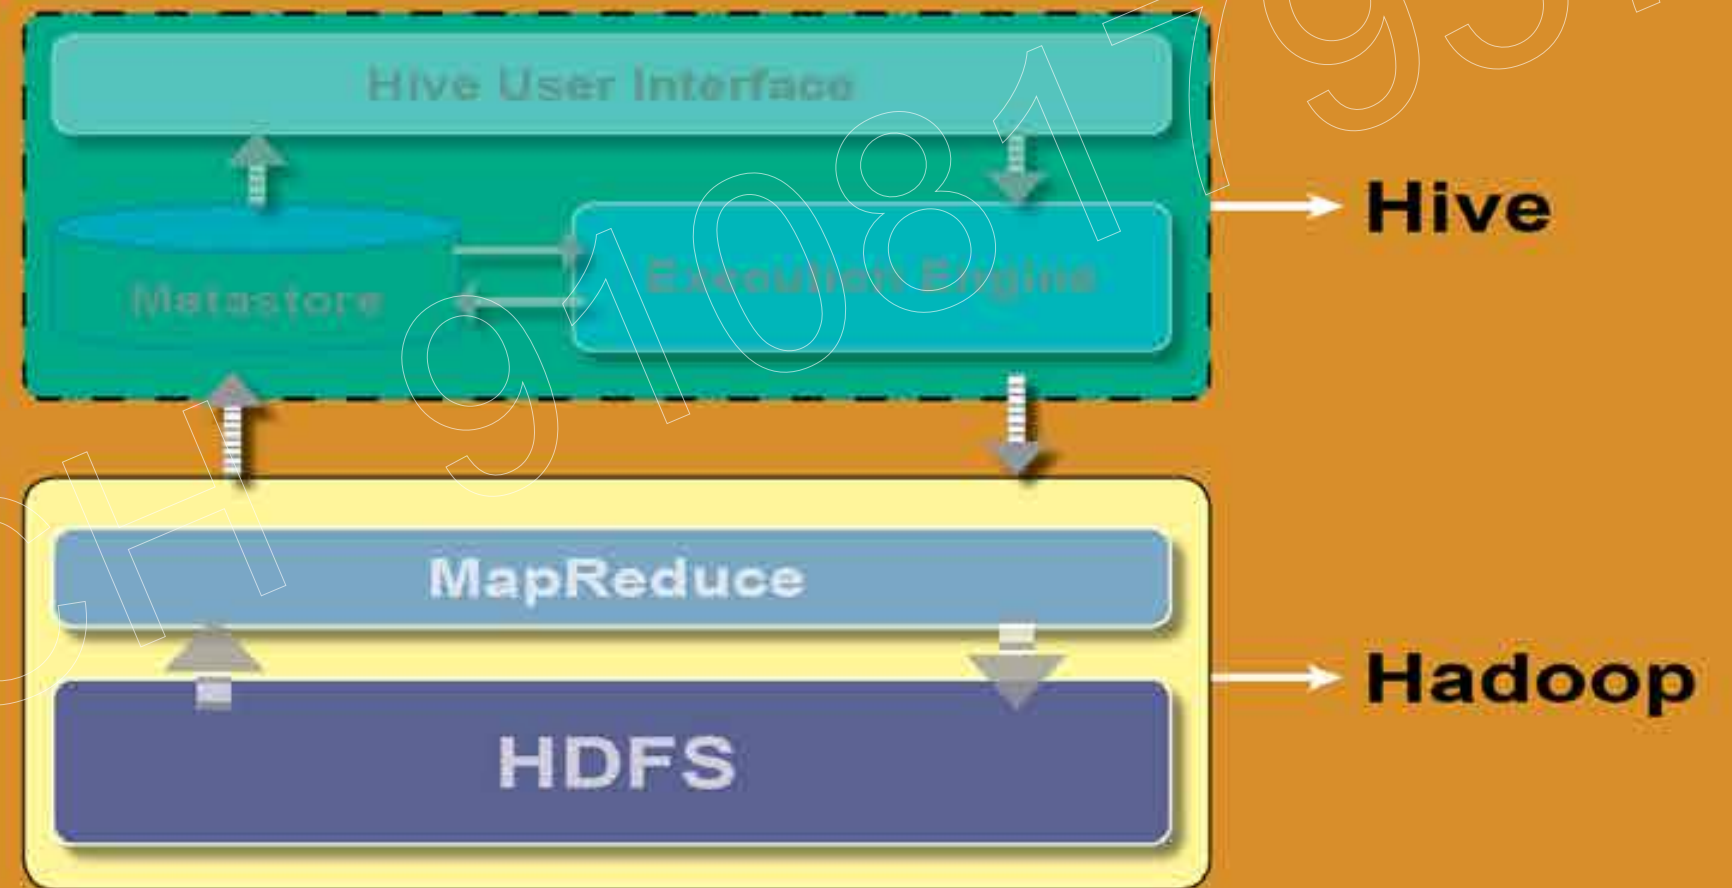 Hive User Interface
Hive
Metastore
Execution Engine
MapReduce
Hadoop
HDFS